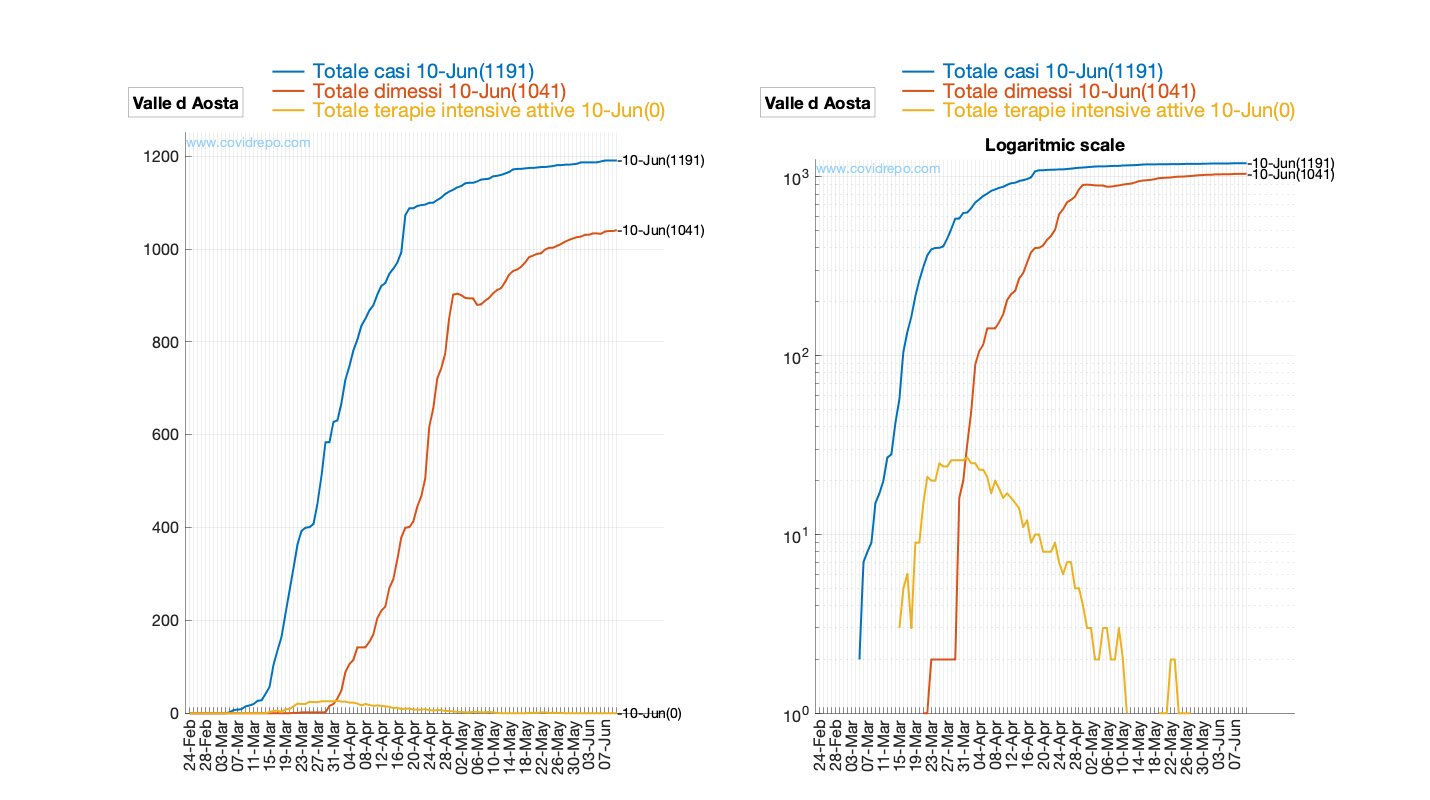 Totale casi 10-Jun(1191)
Totale dimessi 10-Jun(1041)
Totale terapie intensive attive 10-Jun(0)
Valle d Aosta
www.covidrepo.com
1200
1000
800
600
400
200
0
-10-Jun(1191)
-10-Jun(1041)
-10-Jun(0)
24-Feb
28-Feb
03-Mar
07-Mar
11-Mar
15-Mar
19-Mar
23-Mar
27-Mar
31-Mar
04-Apr
08-Apr
12-Apr
16-Apr
20-Apr
24-Apr
28-Apr
02-May
06-May
10-May
14-May
18-May
22-May
26-May
30-May
03-Jun
07-Jun
Totale casi 10-Jun(1191)
Totale dimessi 10-Jun(1041)
Totale terapie intensive attive 10-Jun(0)
Valle d Aosta
Logaritmic scale
www.covidrepo.com
10^3
10^2
10^1
10^0
-10-Jun(1191)
-10-Jun(1041)
24-Feb
28-Feb
03-Mar
07-Mar
11-Mar
15-Mar
19-Mar
23-Mar
27-Mar
31-Mar
04-Apr
08-Apr
12-Apr
16-Apr
20-Apr
24-Apr
28-Apr
02-May
06-May
10-May
14-May
18-May
22-May
26-May
30-May
03-Jun
07-Jun